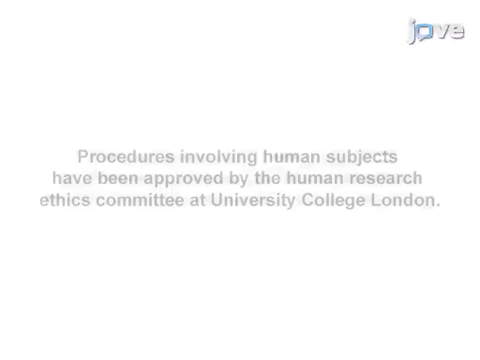 jove
Procedures involving human subjects
have been approved by the human research
ethics committee at University College London.